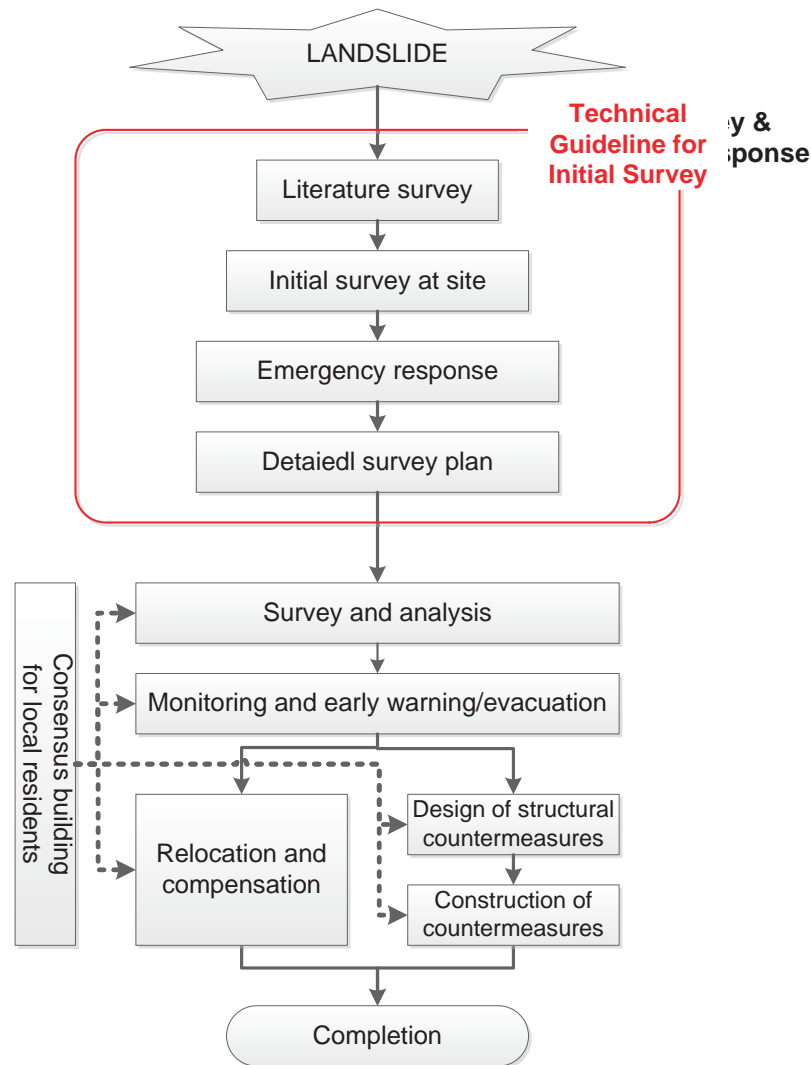 LANDSLIDE
Technical
Guideline for
Initial Survey
y &
sponse
Literature survey
Initial survey at site
Emergency response
Detaiedl survey plan
Survey and analysis
Consensus building
for local residents
Monitoring and early warning/evacuation
Relocation and
compensation
Design of structural
countermeasures
Construction of
countermeasures
Completion